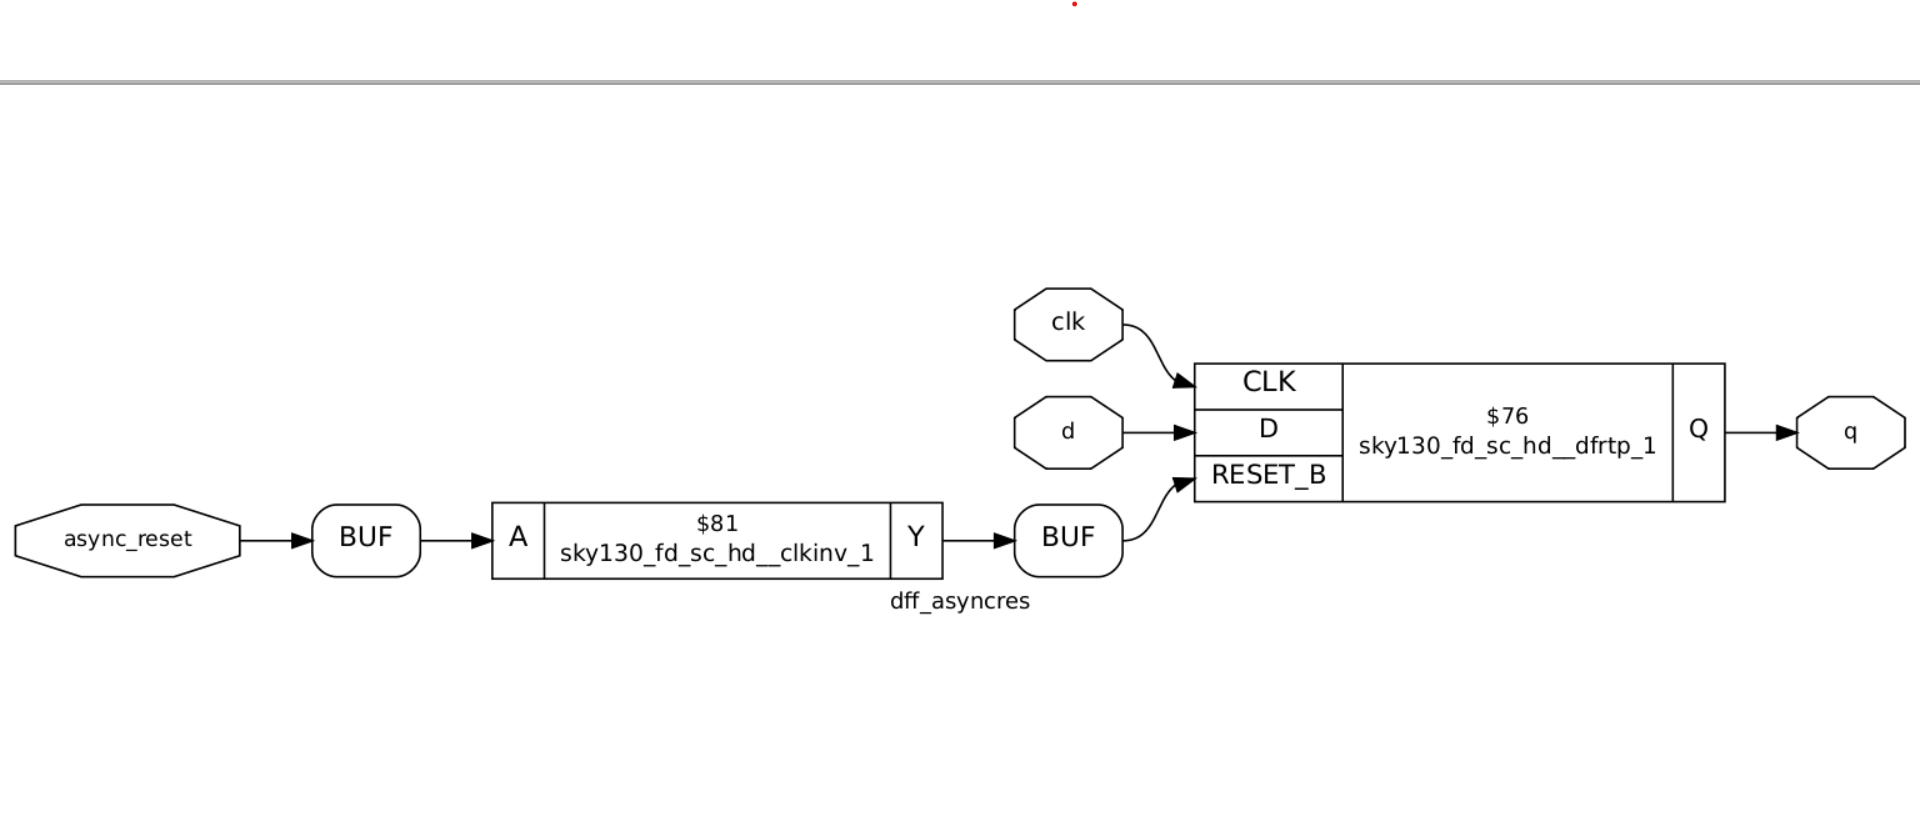 clk
CLK
d
D
RESET_B
$76
sky130_fd_sc_hd__dfrtp_1
Q
q
async_reset
BUF
A
$81
sky130_fd_sc_hd__clkinv_1
Y
BUF
dff_asyncres